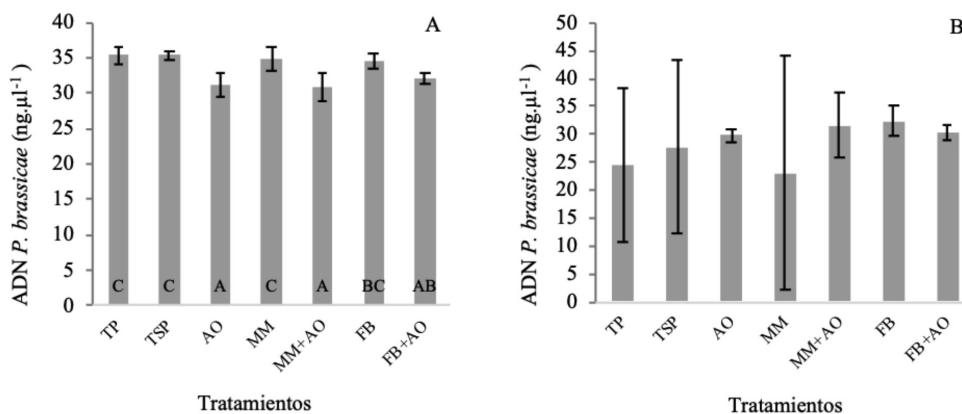 A
ADN P. brassicae (ng.µl⁻¹)
40
35
30
25
20
15
10
5
0
C C A C A BC AB
TP TSP AO MM MM+AO FB FB+AO
Tratamientos
B
ADN P. brassicae (ng.µl⁻¹)
50
45
40
35
30
25
20
15
10
5
0
TP TSP AO MM MM+AO FB FB+AO
Tratamientos